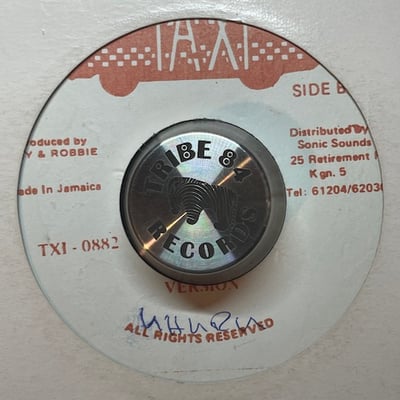 TAXI
SIDE B
roduced by
Y & ROBBIE
Distributed By
Sonic Sounds
25 Retirement
Kgn. 5
ade In Jamaica
Tel: 61204/6203
TRIBE 84
RECORDS
TXI - 0882
VERSION
ALL RIGHTS RESERVED